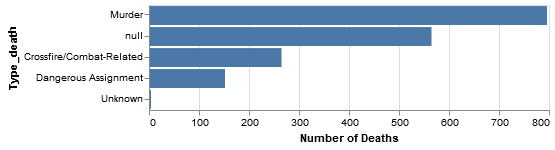 Type_death
Murder
null
Crossfire/Combat-Related
Dangerous Assignment
Unknown
0 100 200 300 400 500 600 700 800
Number of Deaths